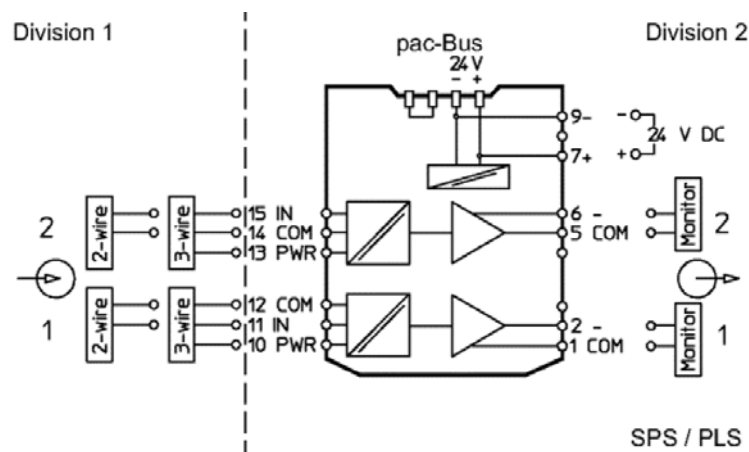 Division 1
pac-Bus
Division 2
24 V
- +
9-
-
24 V DC
7+
+
2
2-wire
3-wire
15 IN
14 COM
13 PWR
6 -
5 COM
Monitor
2
1
2-wire
3-wire
12 COM
11 IN
10 PWR
2 -
1 COM
Monitor
1
SPS / PLS